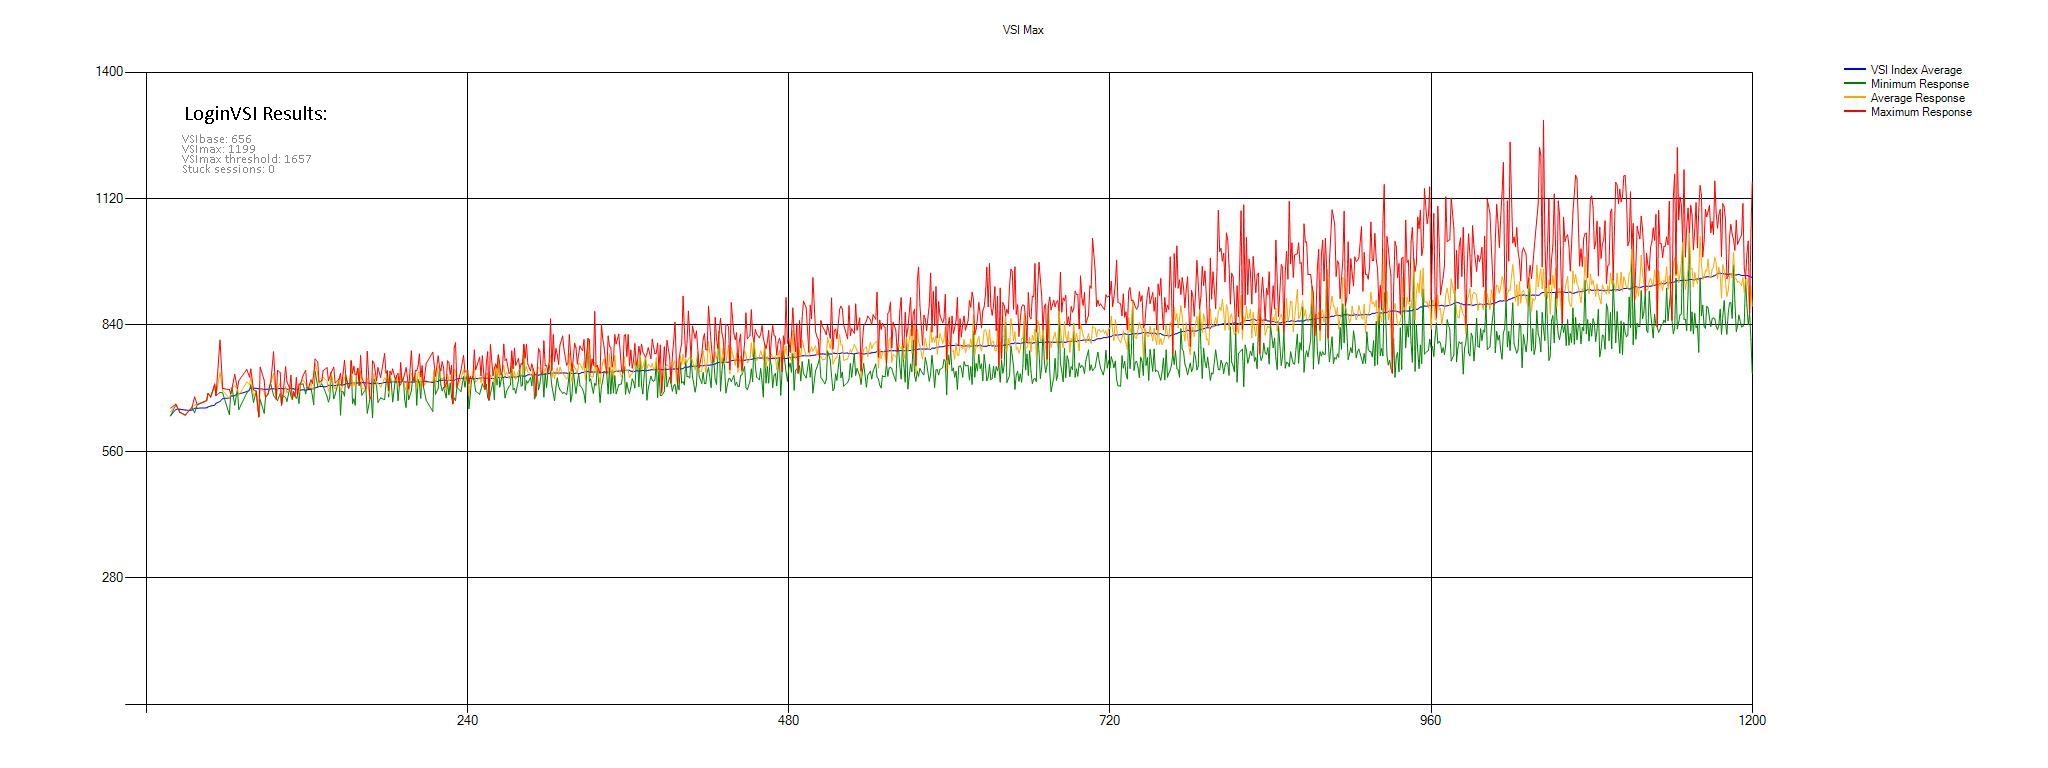 VSI Max
1400
1120
840
560
280
LoginVSI Results:
VSIbase: 656
VSImax: 1199
VSImax threshold: 1657
Stuck sessions: 0
VSI Index Average
Minimum Response
Average Response
Maximum Response
240
480
720
960
1200